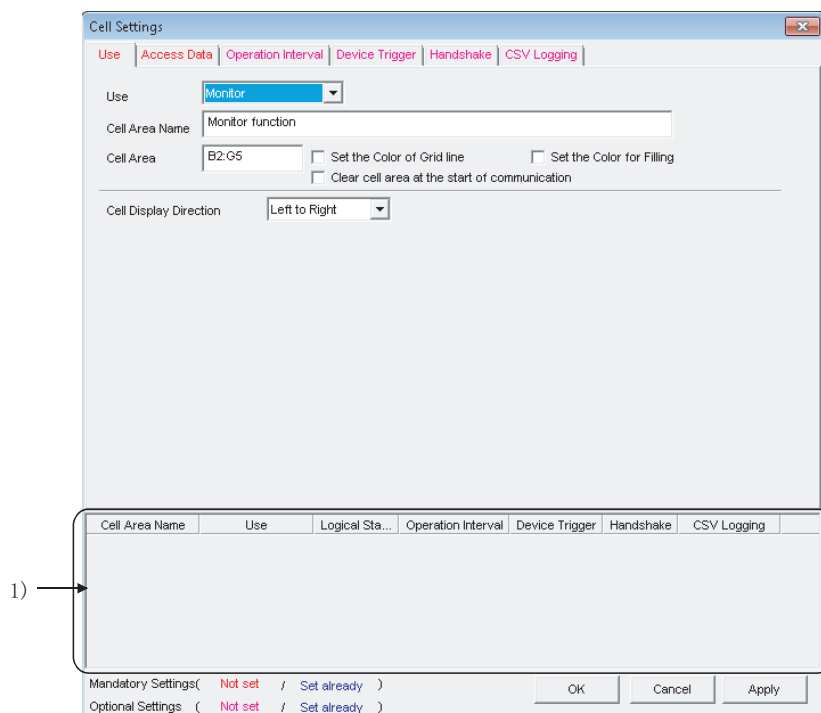 Cell Settings
Use Access Data Operation Interval Device Trigger Handshake CSV Logging
Use Monitor
Cell Area Name Monitor function
Cell Area B2:G5 Set the Color of Grid line Set the Color for Filling
Clear cell area at the start of communication
Cell Display Direction Left to Right
Cell Area Name Use Logical Sta... Operation Interval Device Trigger Handshake CSV Logging
1)
Mandatory Settings( Not set / Set already )
OK Cancel Apply
Optional Settings ( Not set / Set already )